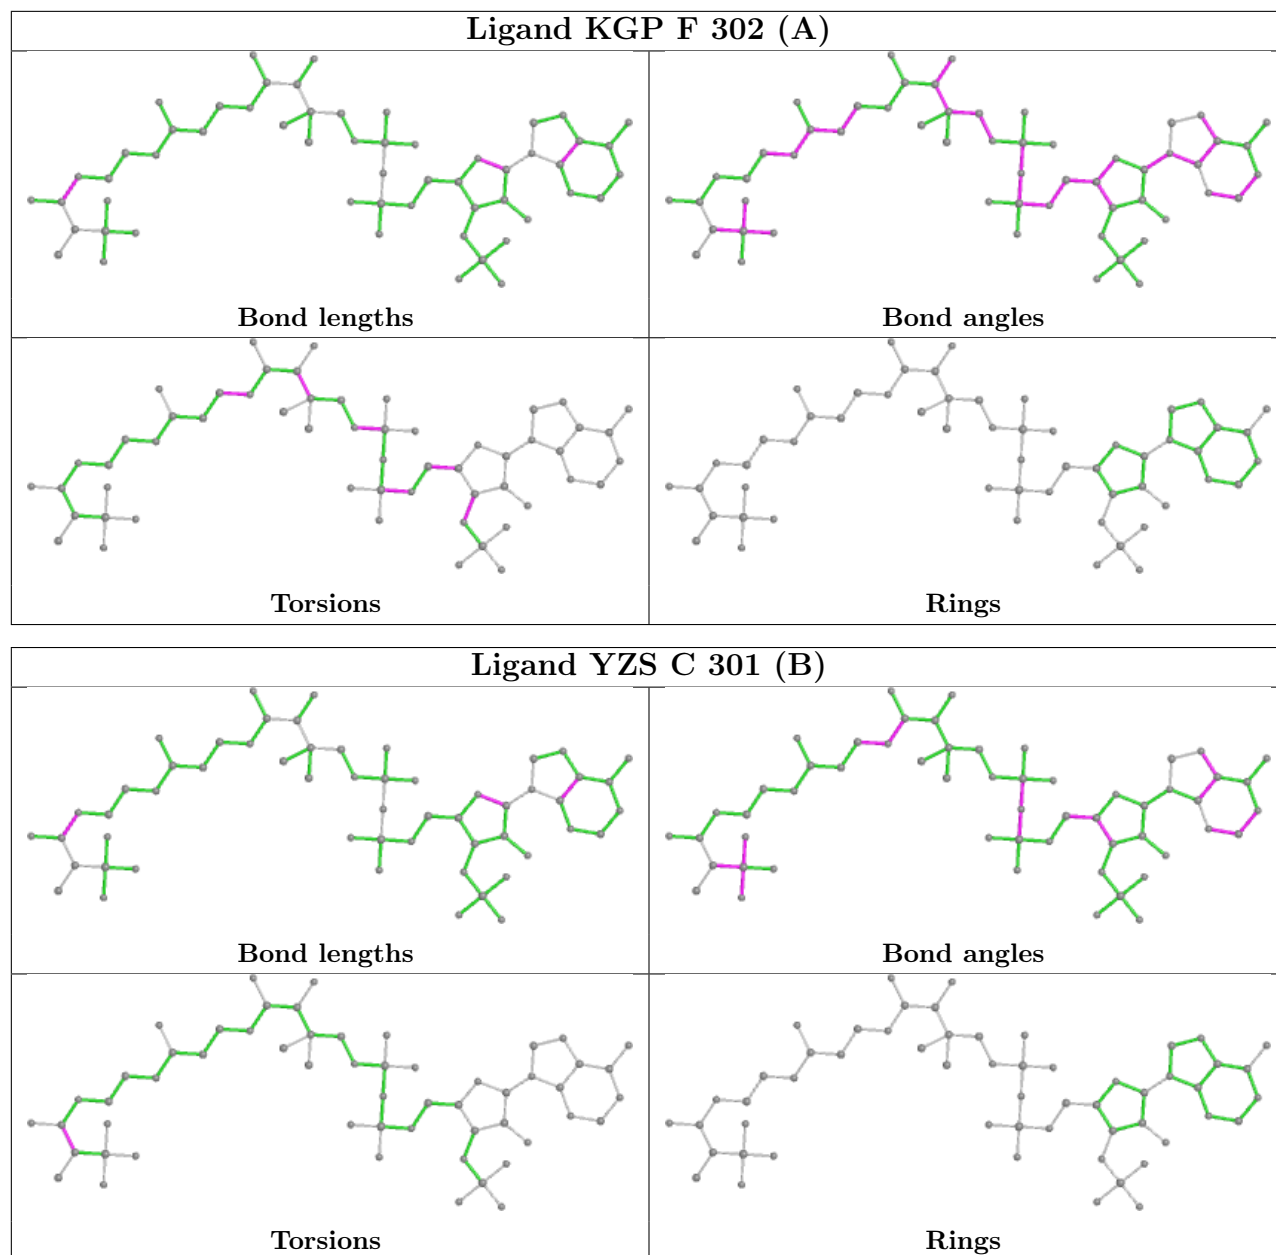 Ligand KGP F 302 (A)
Bond lengths
Bond angles
Torsions
Rings
Ligand YZS C 301 (B)
Bond lengths
Bond angles
Torsions
Rings